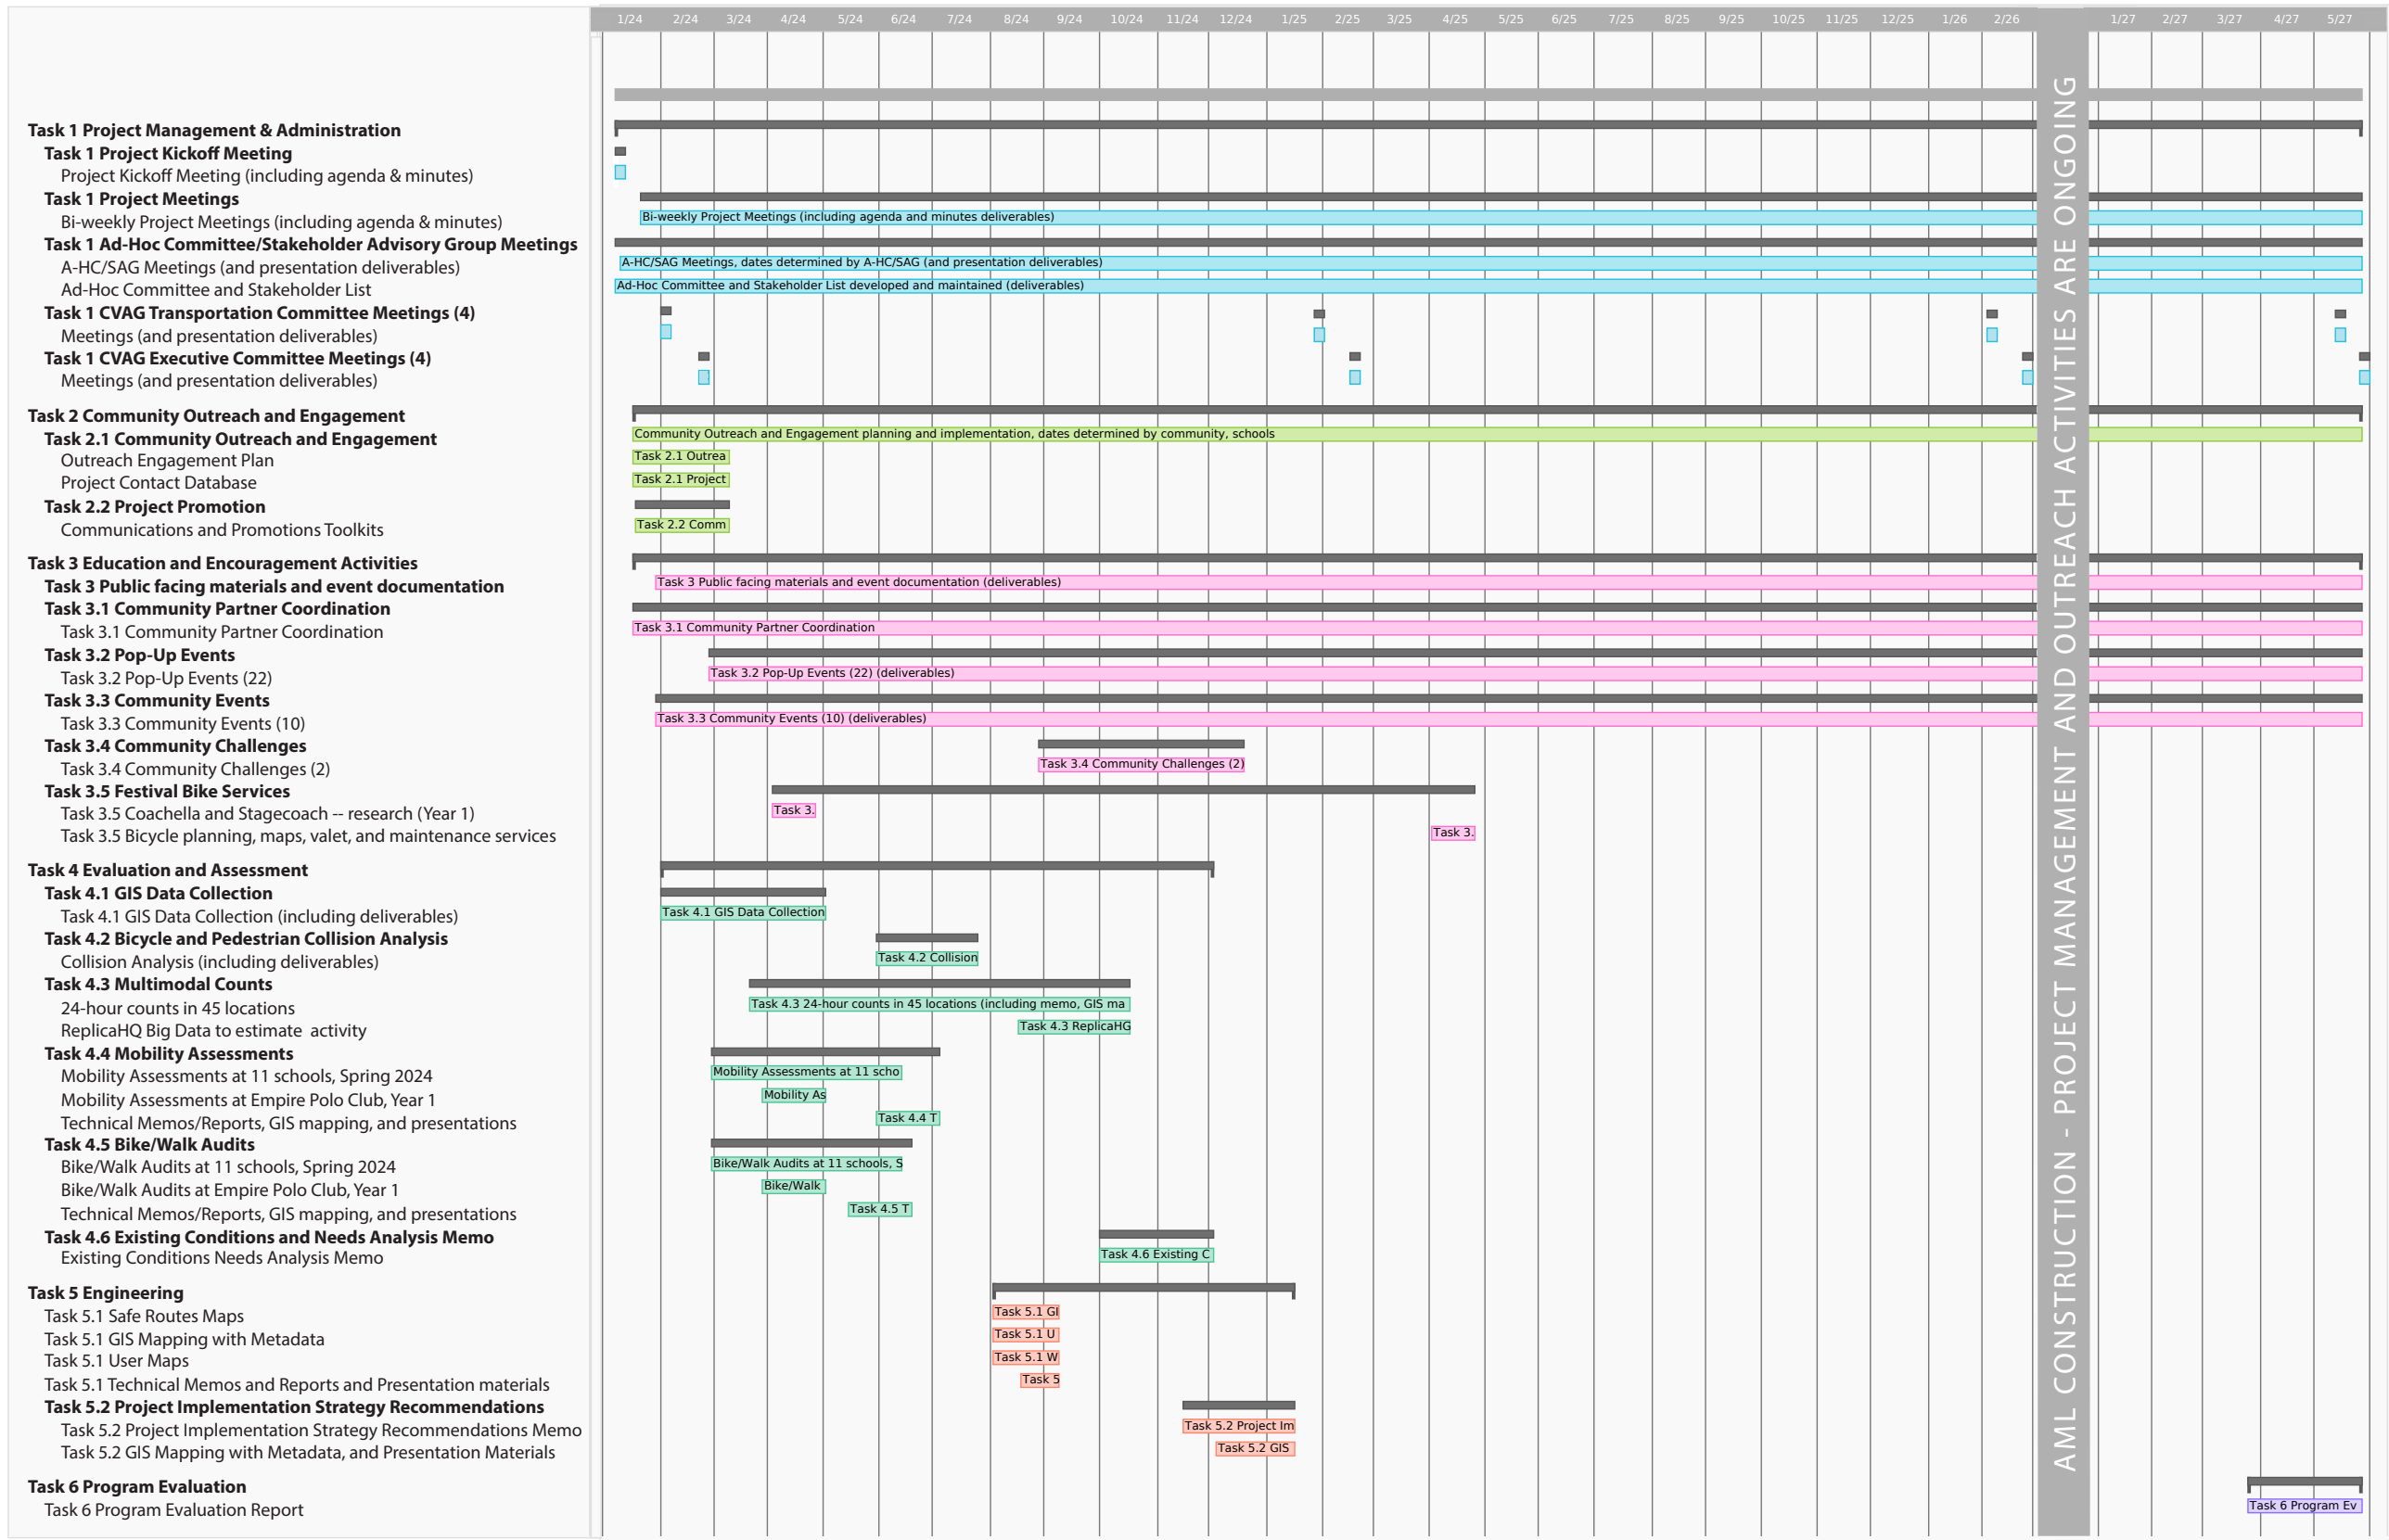 1/24 2/24 3/24 4/24 5/24 6/24 7/24 8/24 9/24 10/24 11/24 12/24 1/25 2/25 3/25 4/25 5/25 6/25 7/25 8/25 9/25 10/25 11/25 12/25 1/26 2/26 1/27 2/27 3/27 4/27 5/27
Task 1 Project Management & Administration
Task 1 Project Kickoff Meeting
Project Kickoff Meeting (including agenda & minutes)
Task 1 Project Meetings
Bi-weekly Project Meetings (including agenda & minutes) Bi-weekly Project Meetings (including agenda and minutes deliverables)
Task 1 Ad-Hoc Committee/Stakeholder Advisory Group Meetings
A-HC/SAG Meetings (and presentation deliverables) A-HC/SAG Meetings, dates determined by A-HC/SAG (and presentation deliverables)
Ad-Hoc Committee and Stakeholder List Ad-Hoc Committee and Stakeholder List developed and maintained (deliverables)
Task 1 CVAG Transportation Committee Meetings (4)
Meetings (and presentation deliverables)
Task 1 CVAG Executive Committee Meetings (4)
Meetings (and presentation deliverables)
Task 2 Community Outreach and Engagement
Task 2.1 Community Outreach and Engagement Community Outreach and Engagement planning and implementation, dates determined by community, schools
Outreach Engagement Plan Task 2.1 Outrea
Project Contact Database Task 2.1 Project
Task 2.2 Project Promotion
Communications and Promotions Toolkits Task 2.2 Comm
Task 3 Education and Encouragement Activities
Task 3 Public facing materials and event documentation Task 3 Public facing materials and event documentation (deliverables)
Task 3.1 Community Partner Coordination
Task 3.1 Community Partner Coordination Task 3.1 Community Partner Coordination
Task 3.2 Pop-Up Events
Task 3.2 Pop-Up Events (22) Task 3.2 Pop-Up Events (22) (deliverables)
Task 3.3 Community Events
Task 3.3 Community Events (10) Task 3.3 Community Events (10) (deliverables)
Task 3.4 Community Challenges
Task 3.4 Community Challenges (2) Task 3.4 Community Challenges (2)
Task 3.5 Festival Bike Services
Task 3.5 Coachella and Stagecoach -- research (Year 1) Task 3.
Task 3.5 Bicycle planning, maps, valet, and maintenance services Task 3.
Task 4 Evaluation and Assessment
Task 4.1 GIS Data Collection
Task 4.1 GIS Data Collection (including deliverables) Task 4.1 GIS Data Collection
Task 4.2 Bicycle and Pedestrian Collision Analysis
Collision Analysis (including deliverables) Task 4.2 Collision
Task 4.3 Multimodal Counts
24-hour counts in 45 locations Task 4.3 24-hour counts in 45 locations (including memo, GIS ma
ReplicaHQ Big Data to estimate activity Task 4.3 ReplicaHG
Task 4.4 Mobility Assessments
Mobility Assessments at 11 schools, Spring 2024 Mobility Assessments at 11 scho
Mobility Assessments at Empire Polo Club, Year 1 Mobility As
Technical Memos/Reports, GIS mapping, and presentations Task 4.4 T
Task 4.5 Bike/Walk Audits
Bike/Walk Audits at 11 schools, Spring 2024 Bike/Walk Audits at 11 schools, S
Bike/Walk Audits at Empire Polo Club, Year 1 Bike/Walk
Technical Memos/Reports, GIS mapping, and presentations Task 4.5 T
Task 4.6 Existing Conditions and Needs Analysis Memo
Existing Conditions Needs Analysis Memo Task 4.6 Existing C
Task 5 Engineering
Task 5.1 Safe Routes Maps Task 5.1 GI
Task 5.1 GIS Mapping with Metadata Task 5.1 U
Task 5.1 User Maps Task 5.1 W
Task 5.1 Technical Memos and Reports and Presentation materials Task 5
Task 5.2 Project Implementation Strategy Recommendations
Task 5.2 Project Implementation Strategy Recommendations Memo Task 5.2 Project Im
Task 5.2 GIS Mapping with Metadata, and Presentation Materials Task 5.2 GIS
Task 6 Program Evaluation
Task 6 Program Evaluation Report Task 6 Program Ev
AML CONSTRUCTION - PROJECT MANAGEMENT AND OUTREACH ACTIVITIES ARE ONGOING